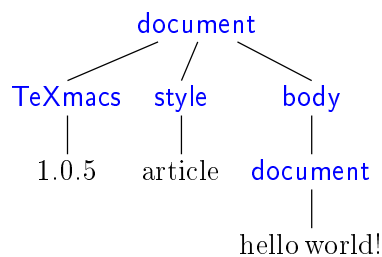 document
TeXmacs style body
1.0.5 article document
hello world!